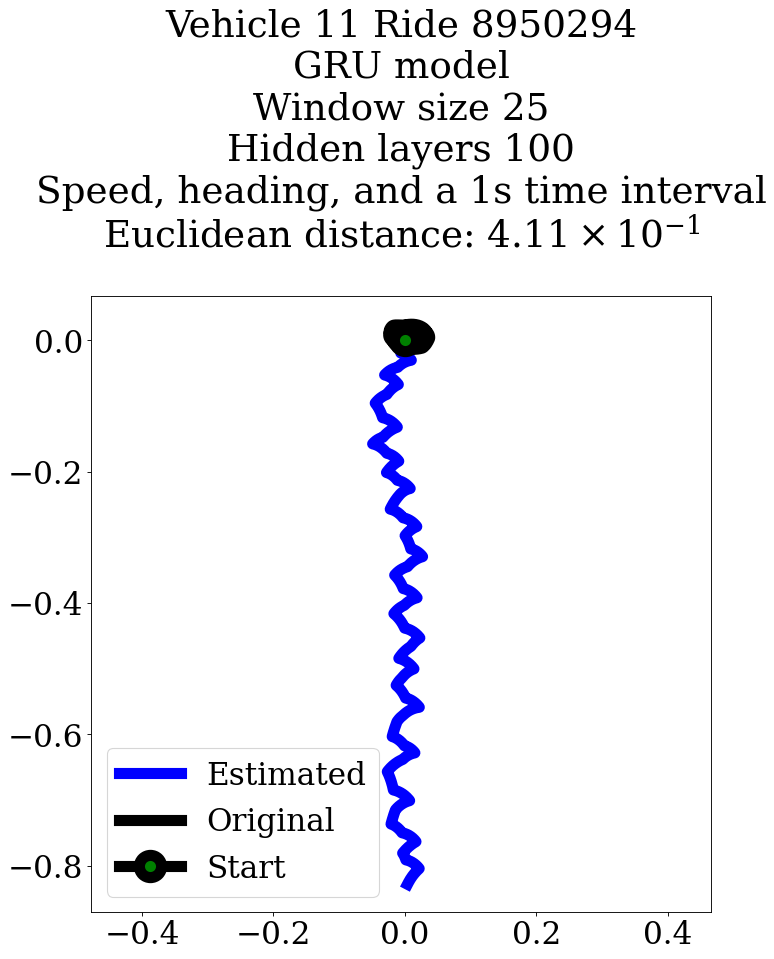 Vehicle 11 Ride 8950294
GRU model
Window size 25
Hidden layers 100
Speed, heading, and a 1s time interval
Euclidean distance: 4.11 × 10⁻¹
0.0
−0.2
−0.4
−0.6
−0.8
Estimated
Original
Start
−0.4 −0.2 0.0 0.2 0.4